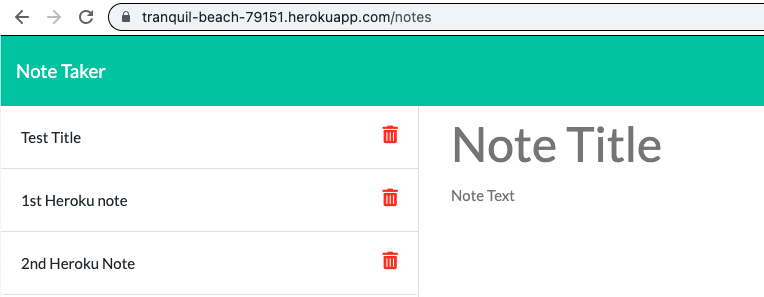 tranquil-beach-79151.herokuapp.com/notes
Note Taker
Test Title
1st Heroku note
2nd Heroku Note
Note Title
Note Text